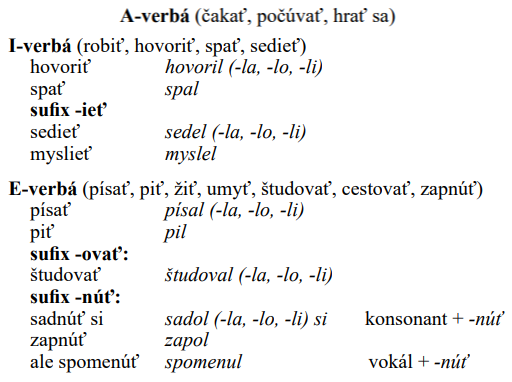 A-verbá (čakať, počúvať, hrať sa)
I-verbá (robiť, hovoriť, spať, sedieť)
hovoriť hovoril (-la, -lo, -li)
spať spal
sufix -ieť
sedieť sedel (-la, -lo, -li)
myslieť myslel
E-verbá (písať, piť, žiť, umyť, študovať, cestovať, zapnúť)
písať písal (-la, -lo, -li)
piť pil
sufix -ovať:
študovať študoval (-la, -lo, -li)
sufix -núť:
sadnúť si sadol (-la, -lo, -li) si konsonant + -núť
zapnúť zapol
ale spomenúť spomenul vokál + -núť